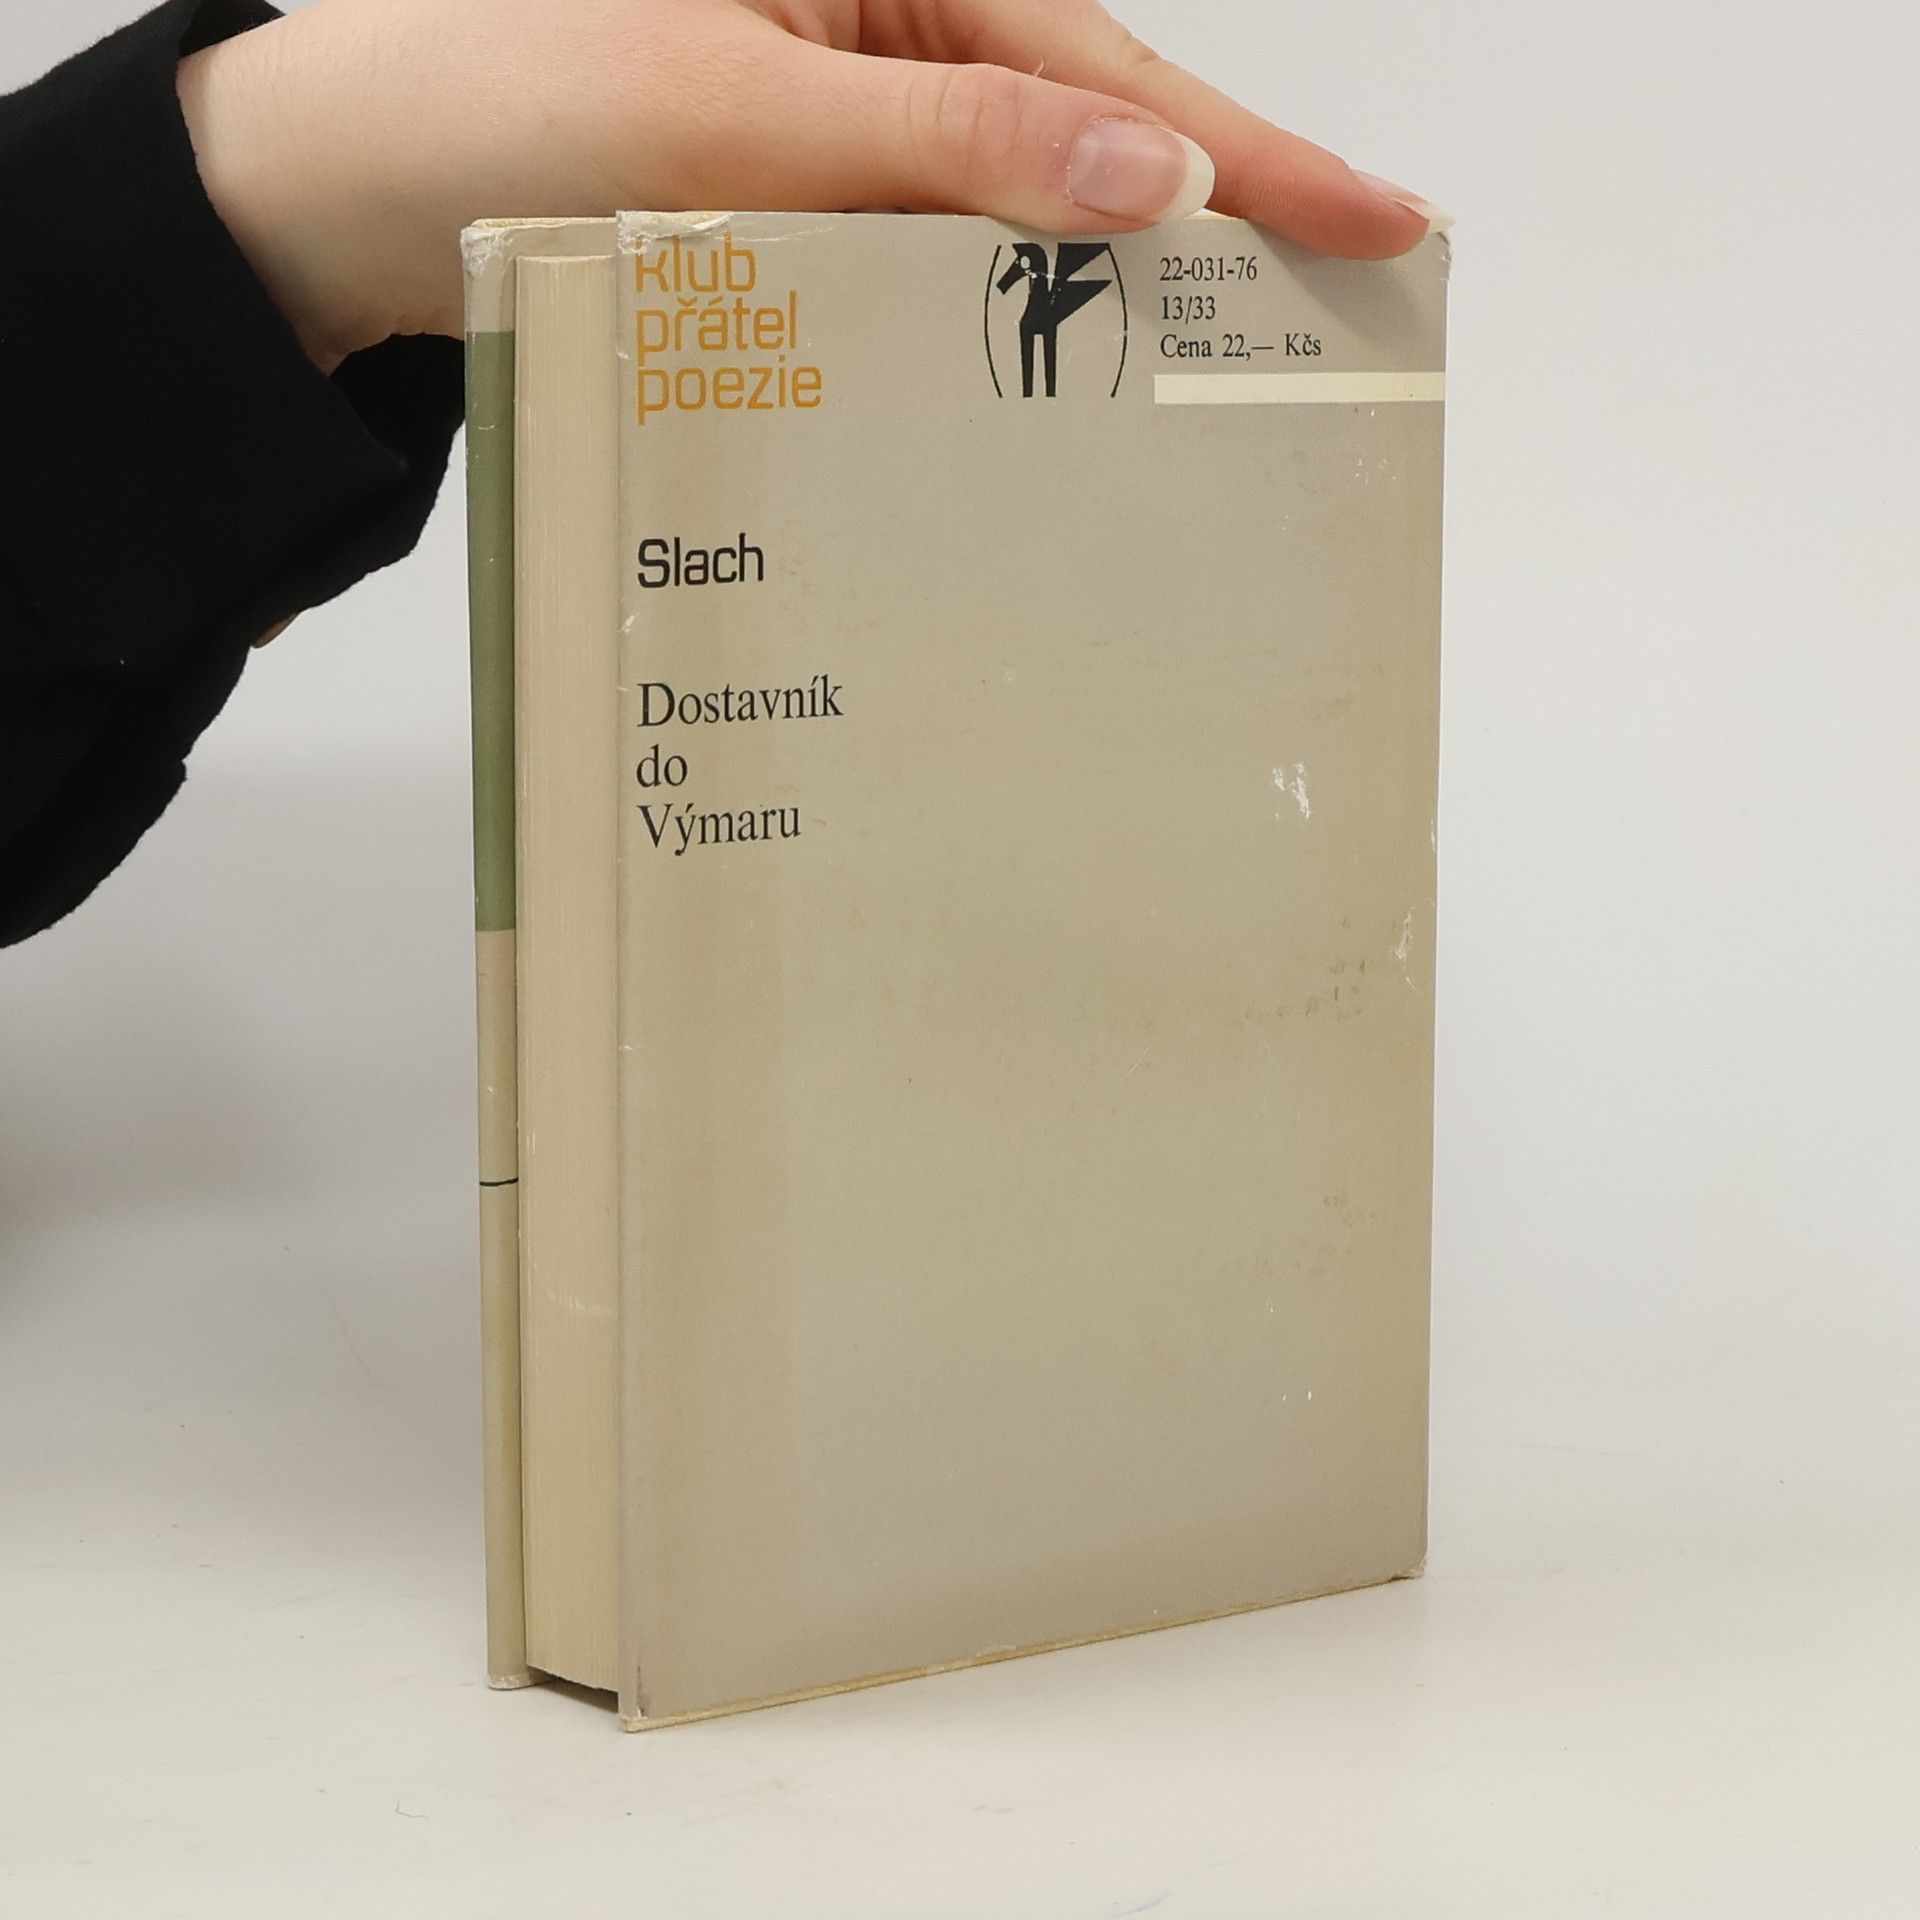 klub
přátel
poezie
22-031-76
13/33
Cena 22,— Kčs
Slach
Dostavník
do
Výmaru